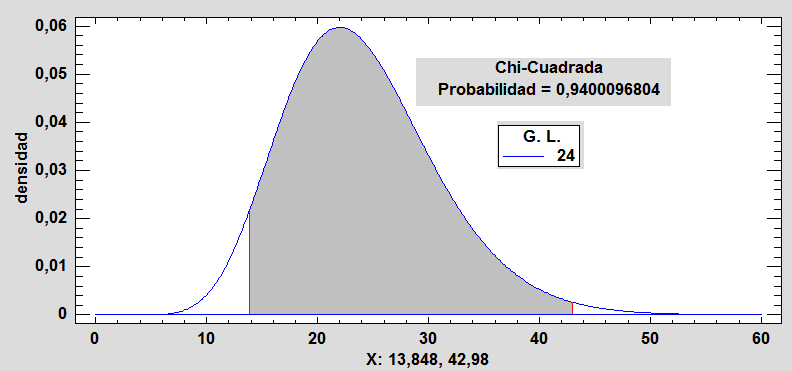 Chi-Cuadrada
Probabilidad = 0,9400096804
G. L.
24
densidad
0,06
0,05
0,04
0,03
0,02
0,01
0
0 10 20 30 40 50 60
X: 13,848, 42,98